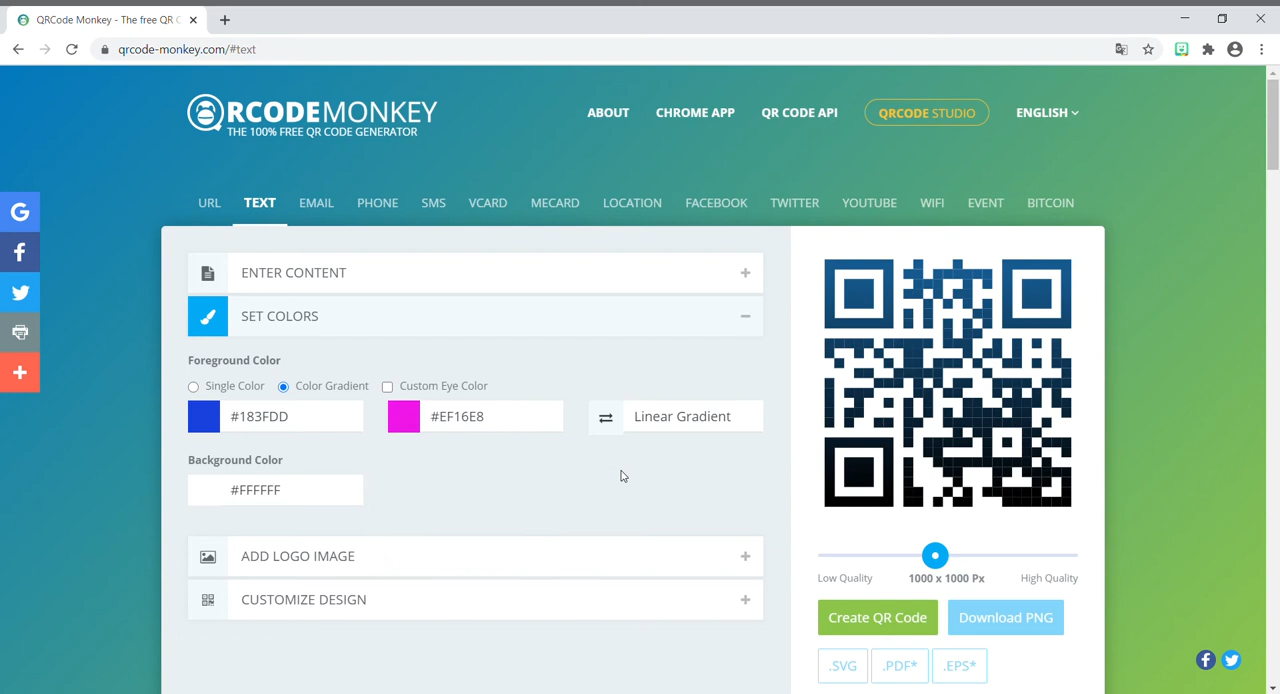 QRCode Monkey - The free QR C
qrcode-monkey.com/#text
QRCODEMONKEY
THE 100% FREE QR CODE GENERATOR
ABOUT CHROME APP QR CODE API QRCODE STUDIO ENGLISH
URL TEXT EMAIL PHONE SMS VCARD MECARD LOCATION FACEBOOK TWITTER YOUTUBE WIFI EVENT BITCOIN
ENTER CONTENT
SET COLORS
Foreground Color
Single Color Color Gradient Custom Eye Color
#183FDD #EF16E8 Linear Gradient
Background Color
#FFFFFF
ADD LOGO IMAGE
CUSTOMIZE DESIGN
Low Quality 1000 x 1000 Px High Quality
Create QR Code Download PNG
.SVG .PDF* .EPS*